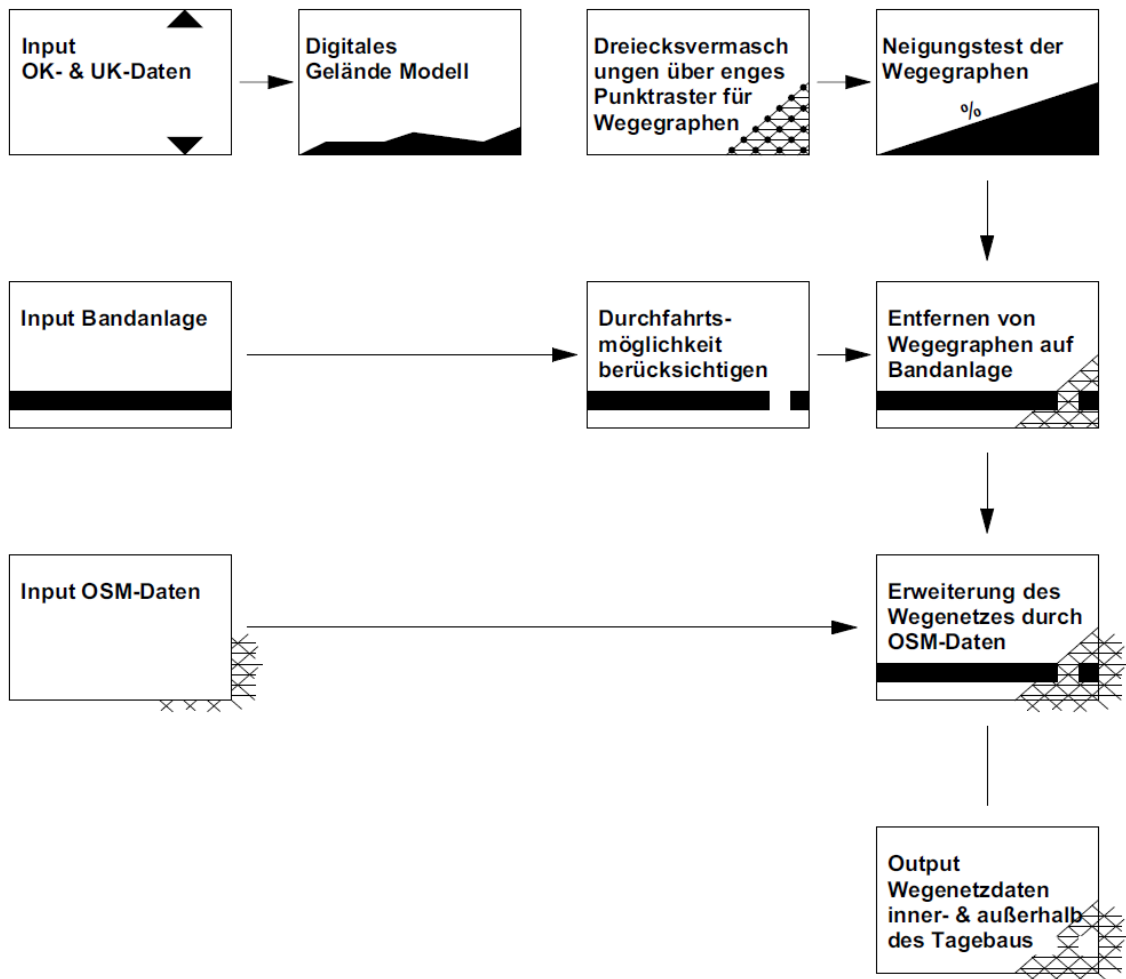 Input
OK- & UK-Daten
Digitales
Gelände Modell
Dreiecksvermasch
ungen über enges
Punktraster für
Wegegraphen
Neigungstest der
Wegegraphen
%
Input Bandanlage
Durchfahrts-
möglichkeit
berücksichtigen
Entfernen von
Wegegraphen auf
Bandanlage
Input OSM-Daten
Erweiterung des
Wegenetzes durch
OSM-Daten
Output
Wegenetzdaten
inner- & außerhalb
des Tagebaus